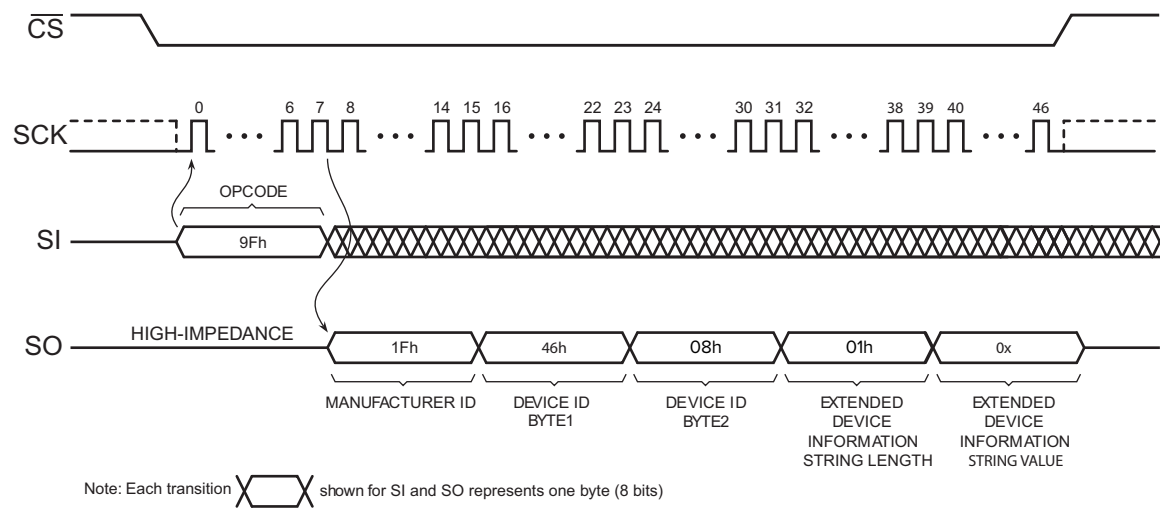 CS
0 6 7 8 14 15 16 22 23 24 30 31 32 38 39 40 46
SCK
OPCODE
SI
9Fh
HIGH-IMPEDANCE
SO
1Fh 46h 08h 01h 0x
MANUFACTURER ID
DEVICE ID
BYTE1
DEVICE ID
BYTE2
EXTENDED
DEVICE
INFORMATION
STRING LENGTH
EXTENDED
DEVICE
INFORMATION
STRING VALUE
Note: Each transition shown for SI and SO represents one byte (8 bits)